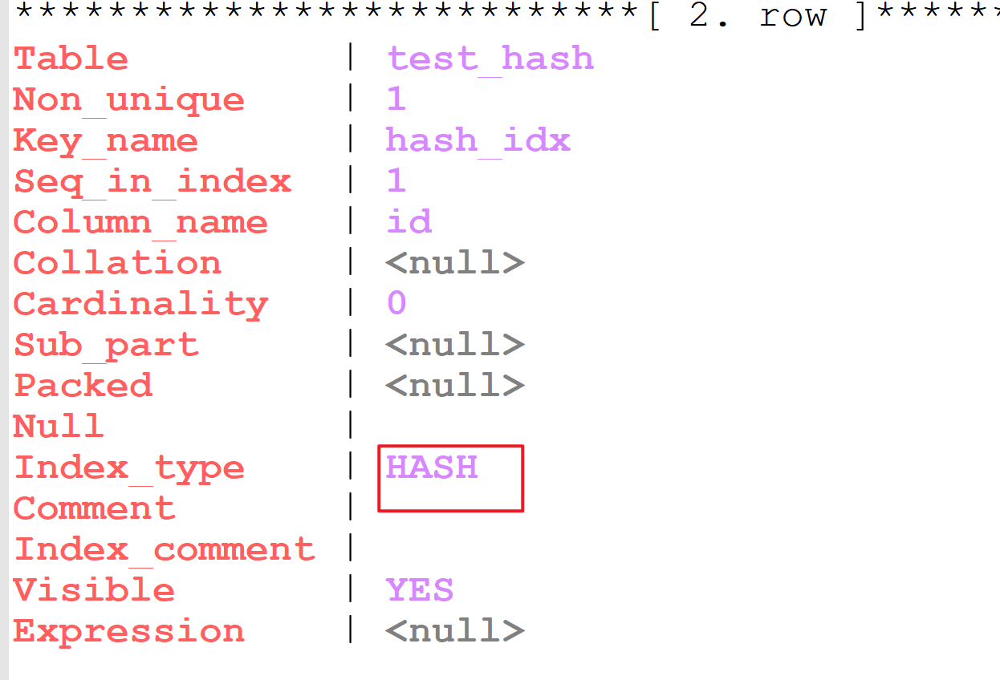 ***************************[ 2. row ]******
Table | test_hash
Non_unique | 1
Key_name | hash_idx
Seq_in_index | 1
Column_name | id
Collation | <null>
Cardinality | 0
Sub_part | <null>
Packed | <null>
Null |
Index_type | HASH
Comment |
Index_comment |
Visible | YES
Expression | <null>